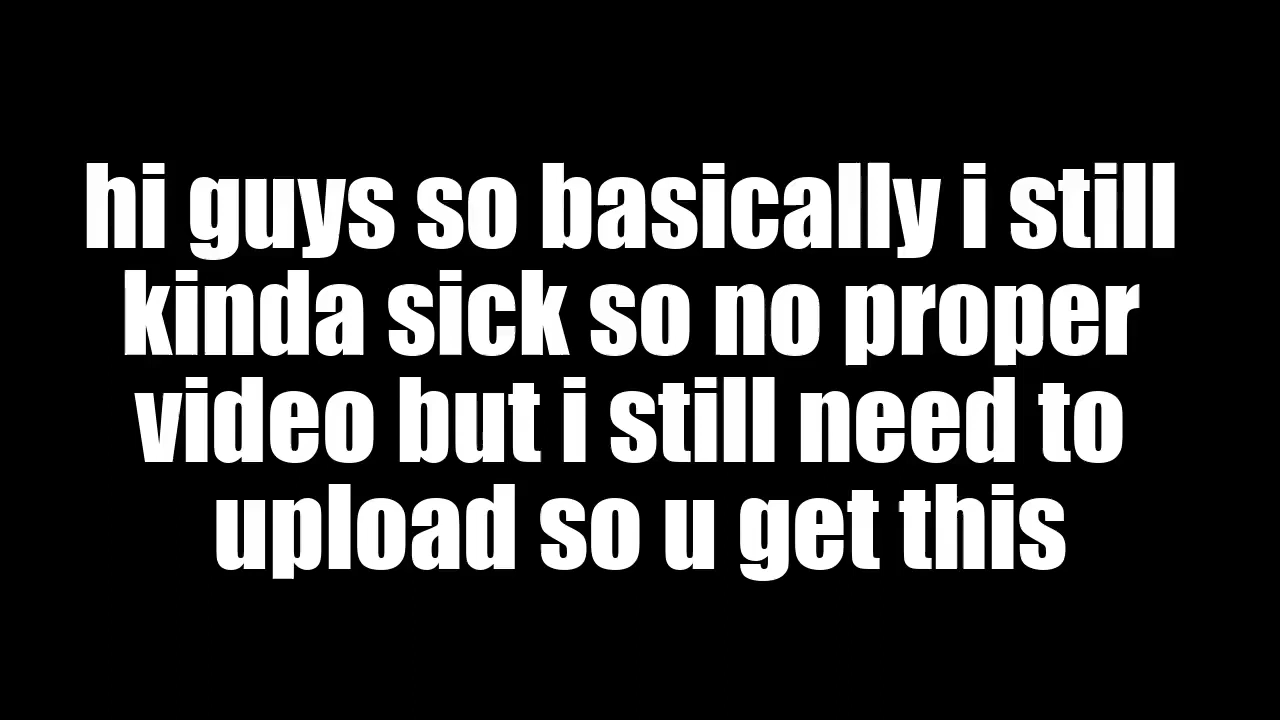 hi guys so basically i still
kinda sick so no proper
video but i still need to
upload so u get this